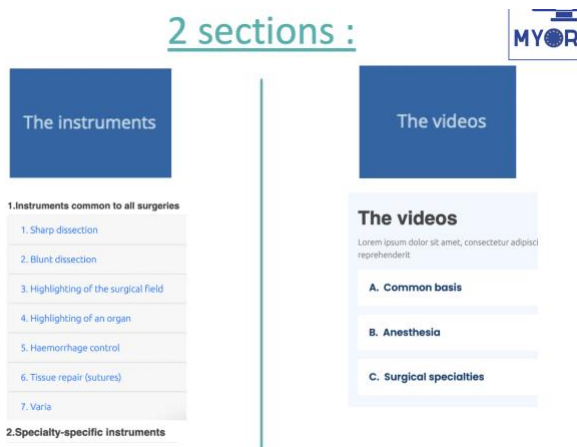 2 sections :
MYOR
The instruments
1.Instruments common to all surgeries
1. Sharp dissection
2. Blunt dissection
3. Highlighting of the surgical field
4. Highlighting of an organ
5. Haemorrhage control
6. Tissue repair (sutures)
7. Varia
2.Specialty-specific instruments
The videos
The videos
Lorem ipsum dolor sit amet, consectetur adipisci
reprehenderit
A. Common basis
B. Anesthesia
C. Surgical specialties